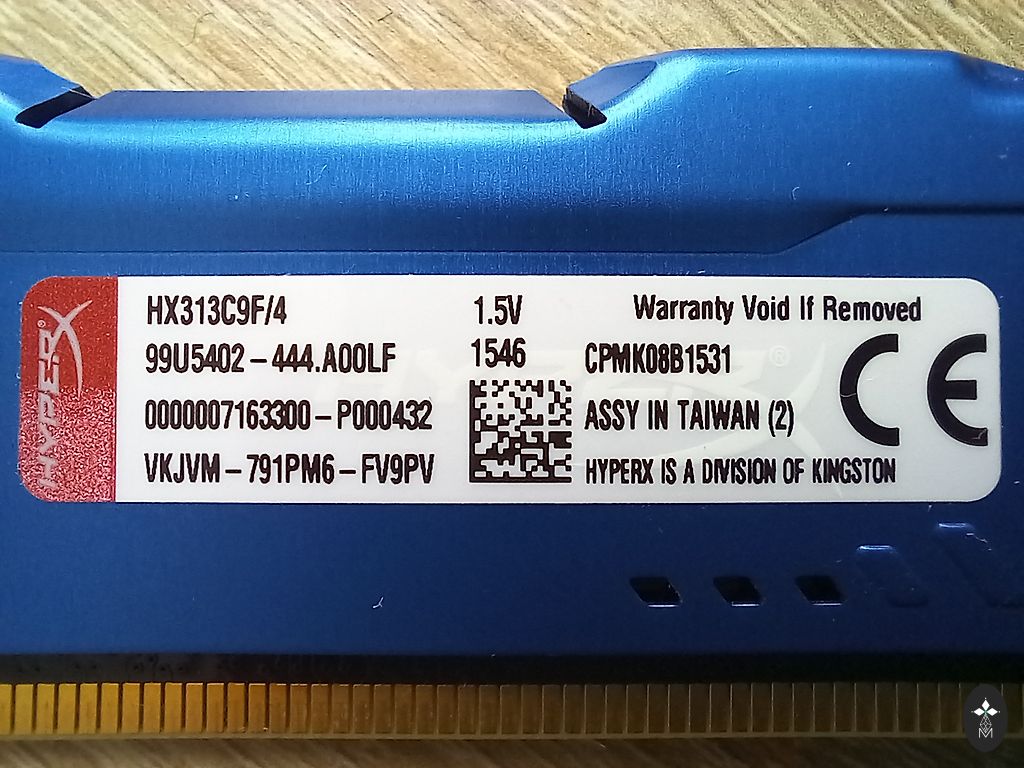 HYPERX®
HX313C9F/4 1.5V Warranty Void If Removed
99U5402-444.A00LF 1546 CPMK08B1531 CE
0000007163300-P000432 ASSY IN TAIWAN (2)
VKJVM-791PM6-FV9PV HYPERX IS A DIVISION OF KINGSTON
HYPERX®
M